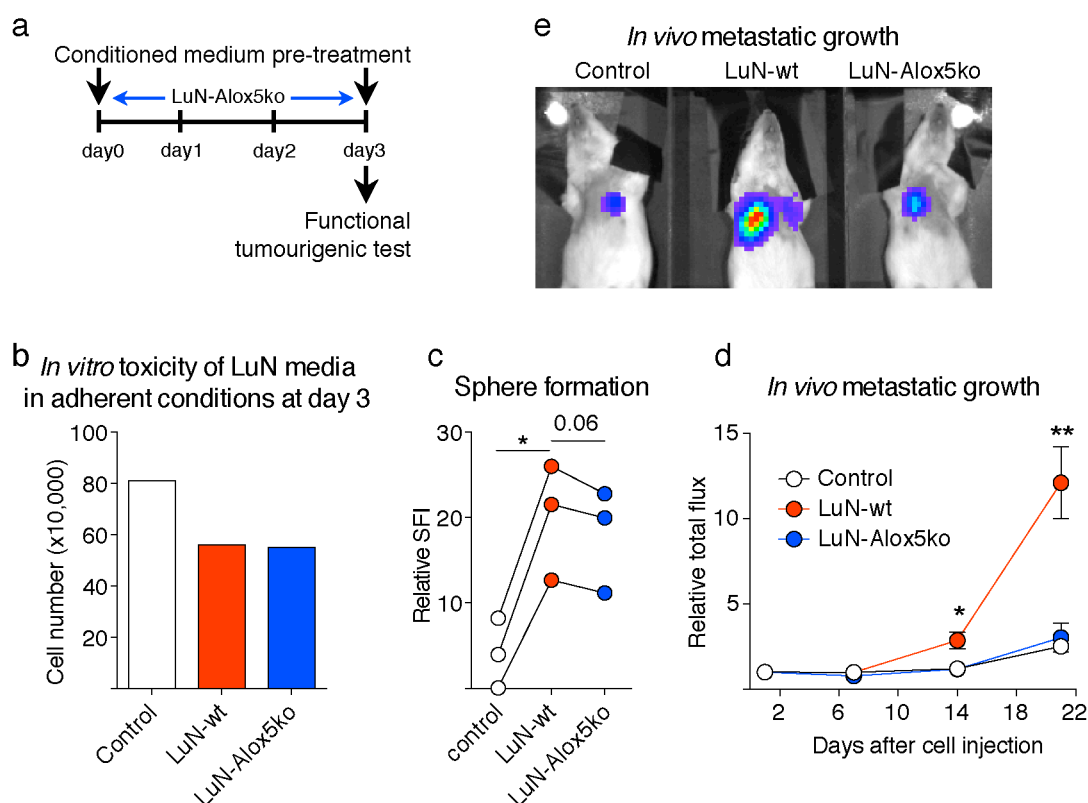 a
Conditioned medium pre-treatment
LuN-Alox5ko
day0 day1 day2 day3
Functional
tumourigenic test
e
In vivo metastatic growth
Control LuN-wt LuN-Alox5ko
b
In vitro toxicity of LuN media
in adherent conditions at day 3
Cell number (x10,000)
100
80
60
40
20
Control
LuN-wt
LuN-Alox5ko
c
Sphere formation
Relative SFI
30
20
10
* 0.06
control
LuN-wt
LuN-Alox5ko
d
In vivo metastatic growth
Relative total flux
15
10
5
Control
LuN-wt
LuN-Alox5ko
*
**
2 6 10 14 18 22
Days after cell injection